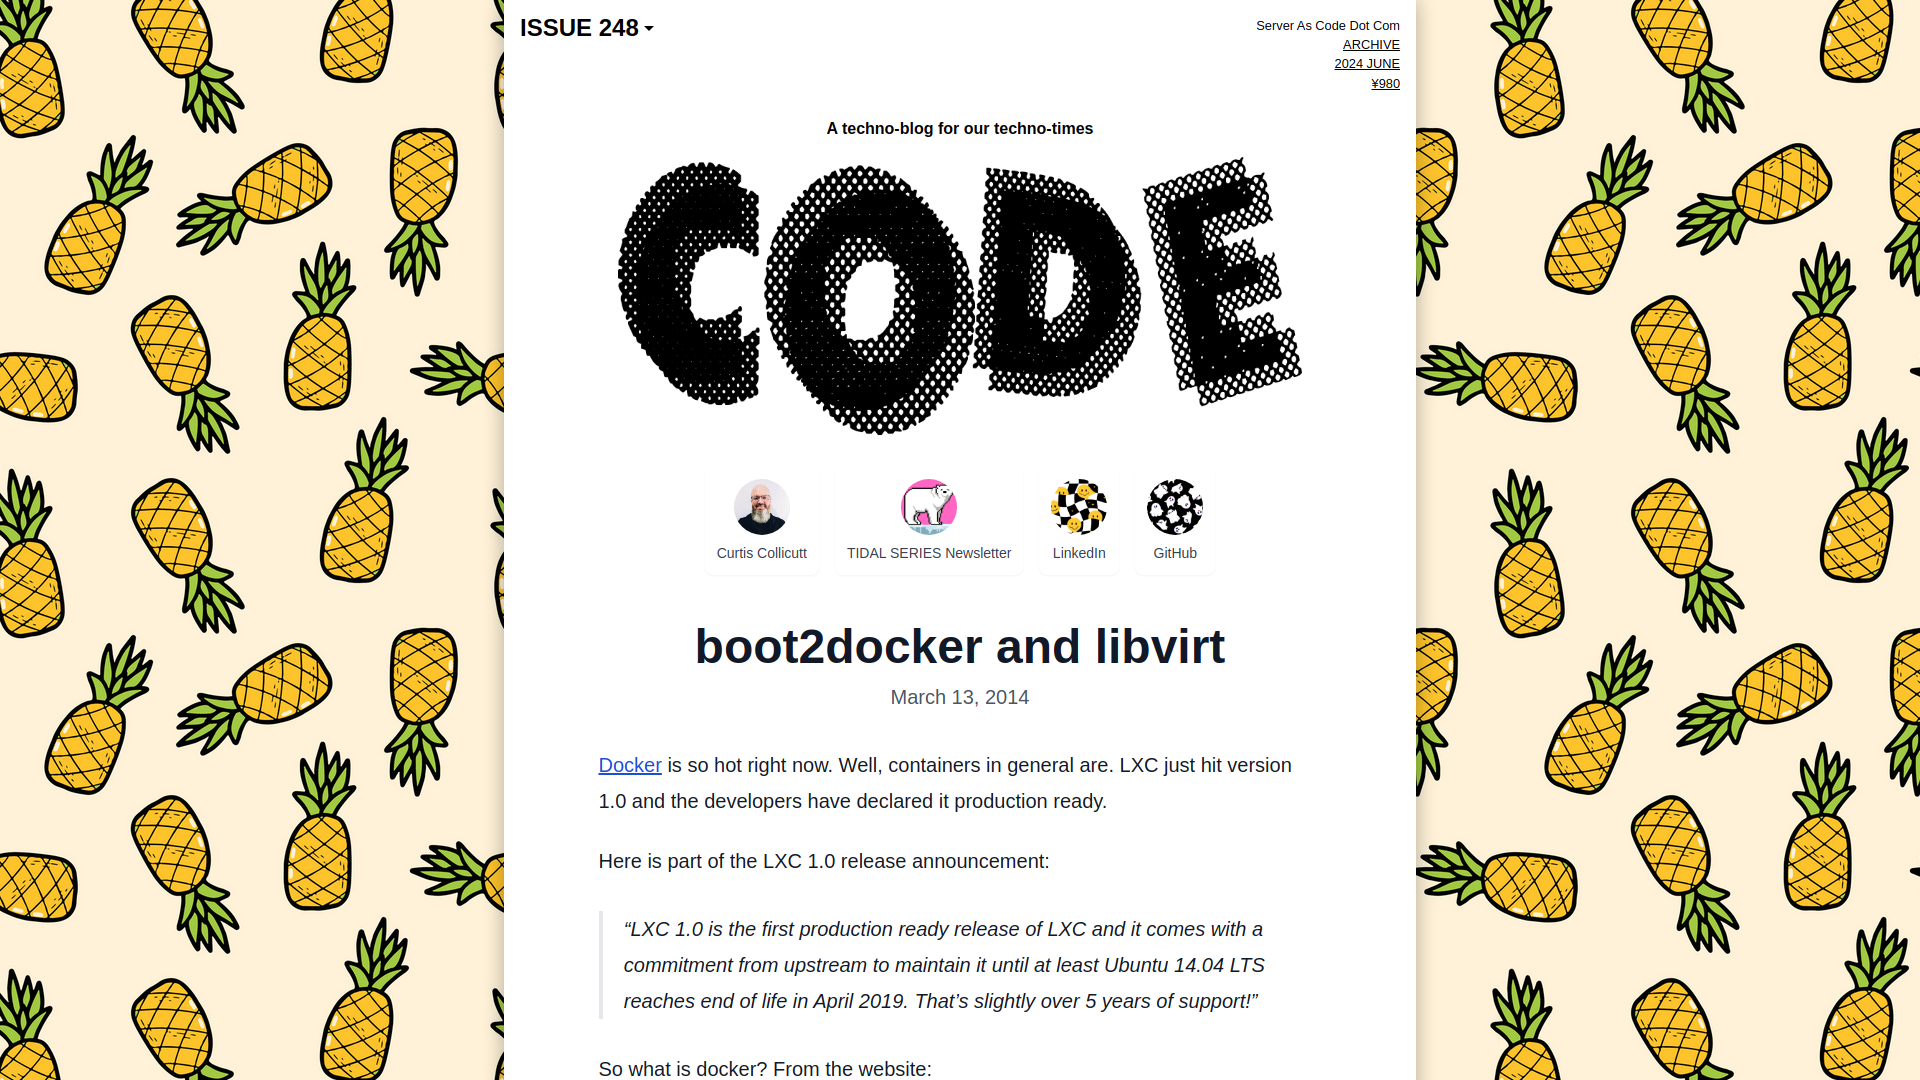 ISSUE 248
Server As Code Dot Com
ARCHIVE
2024 JUNE
¥980
A techno-blog for our techno-times
CODE
Curtis Collicutt
TIDAL SERIES Newsletter
LinkedIn
GitHub
boot2docker and libvirt
March 13, 2014
Docker is so hot right now. Well, containers in general are. LXC just hit version
1.0 and the developers have declared it production ready.
Here is part of the LXC 1.0 release announcement:
“LXC 1.0 is the first production ready release of LXC and it comes with a
commitment from upstream to maintain it until at least Ubuntu 14.04 LTS
reaches end of life in April 2019. That’s slightly over 5 years of support!”
So what is docker? From the website: